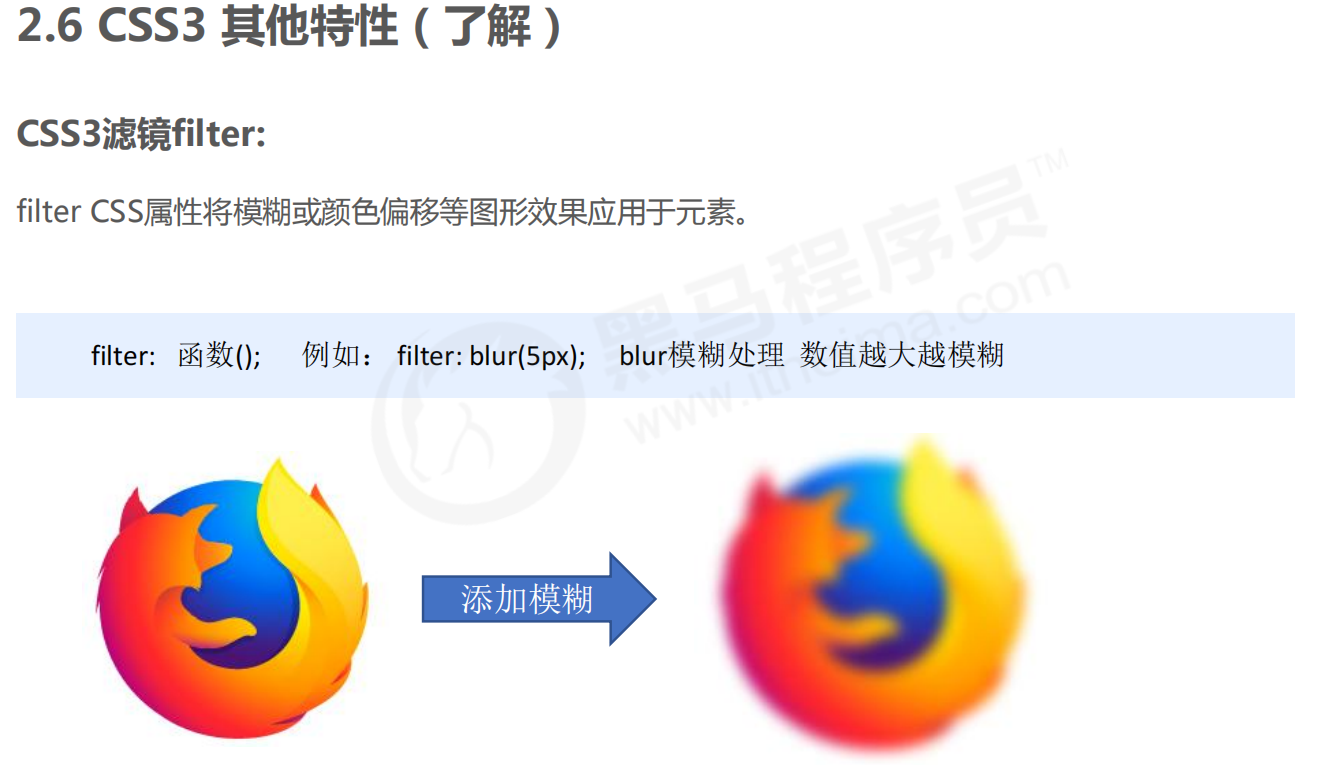 2.6 CSS3 其他特性（了解）
CSS3滤镜filter:
filter CSS属性将模糊或颜色偏移等图形效果应用于元素。
filter: 函数(); 例如： filter: blur(5px); blur模糊处理 数值越大越模糊
黑马程序员™
www.itheima.com
添加模糊